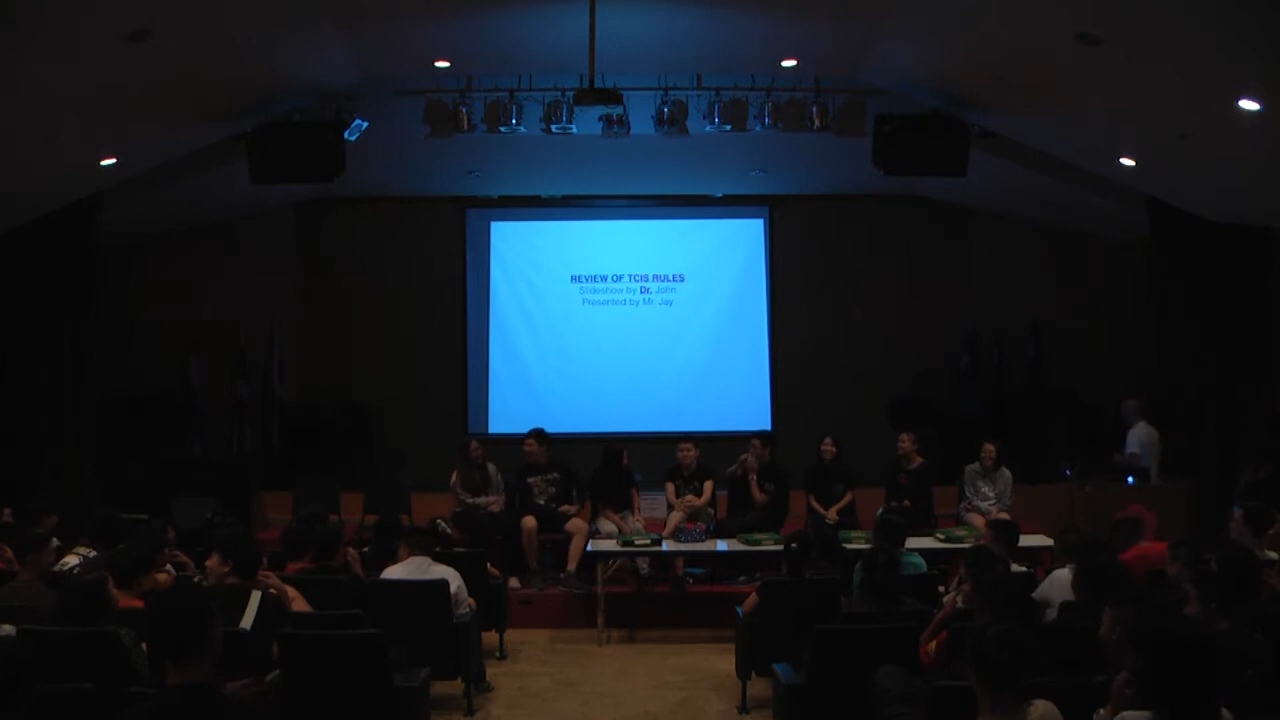 REVIEW OF TCIS RULES
Slideshow by Dr. John
Presented by Mr. Jay